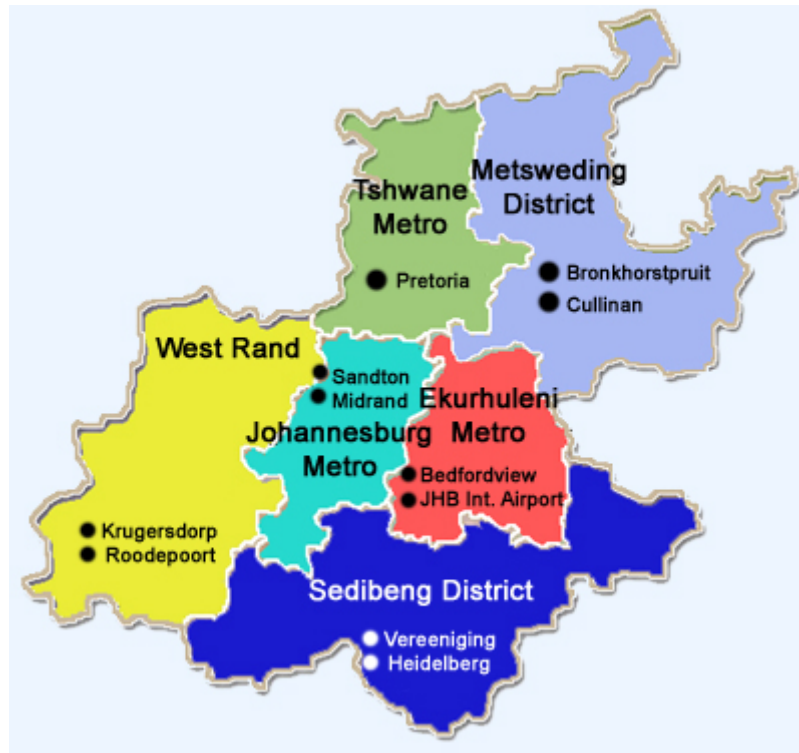 Tshwane
Metro
Pretoria
Metsweding
District
Bronkhorstpruit
Cullinan
West Rand
Krugersdorp
Roodepoort
Sandton
Midrand
Johannesburg
Metro
Ekurhuleni
Metro
Bedfordview
JHB Int. Airport
Sedibeng District
Vereeniging
Heidelberg